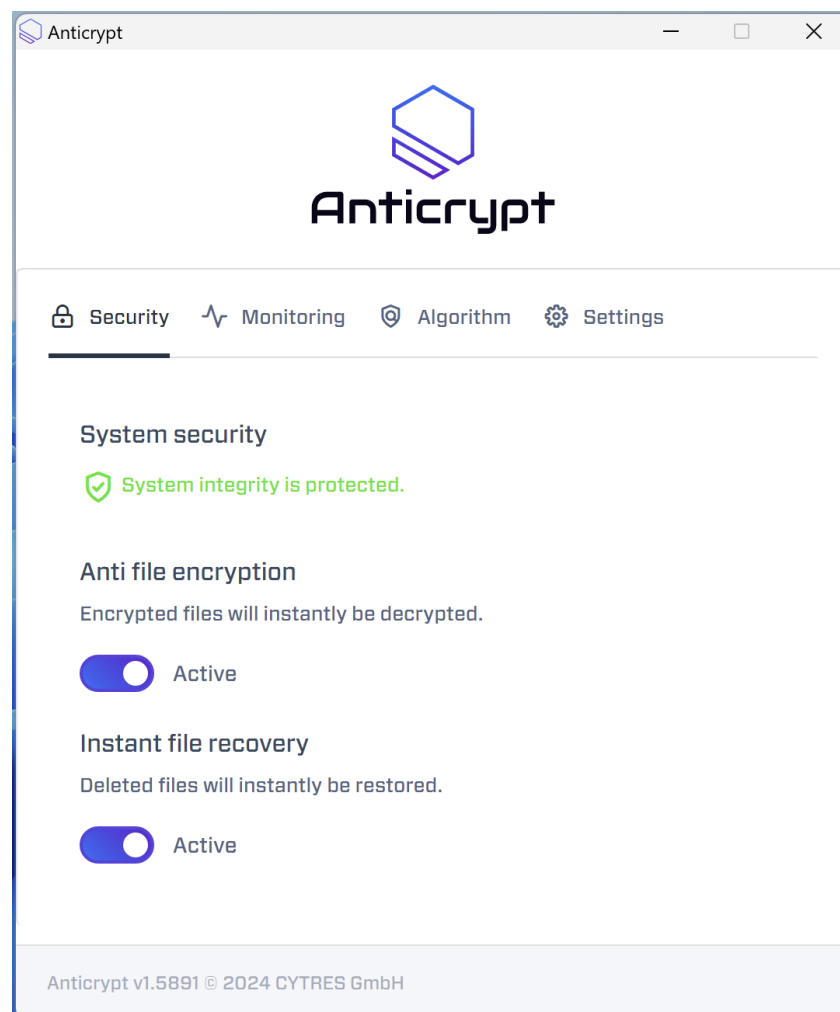 Anticrypt
Anticrypt
Security Monitoring Algorithm Settings
System security
System integrity is protected.
Anti file encryption
Encrypted files will instantly be decrypted.
Active
Instant file recovery
Deleted files will instantly be restored.
Active
Anticrypt v1.5891 © 2024 CYTRES GmbH